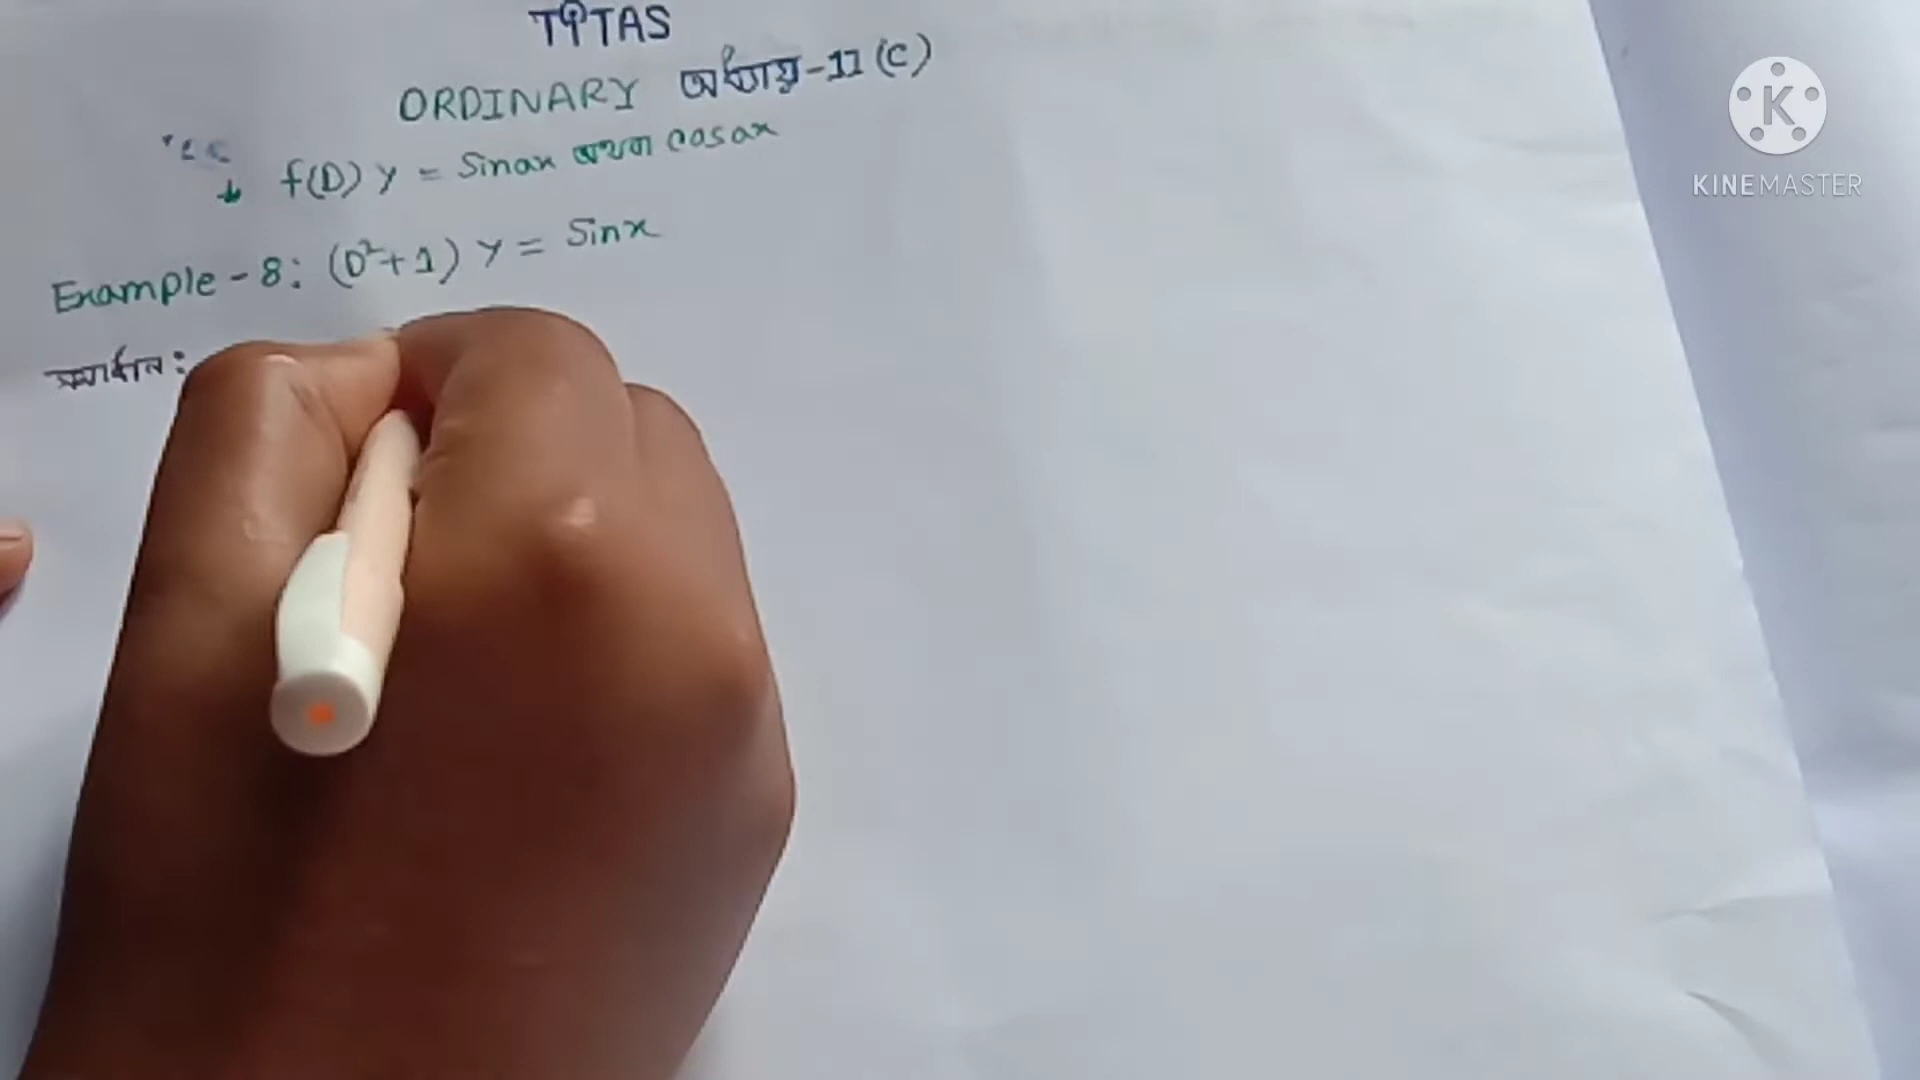 TITAS
ORDINARY অধ্যায়-11 (C)
f(D) y = Sinax অথবা cosax
Example-8: (D²+1) y = Sinx
সমাধান:
KINEMASTER